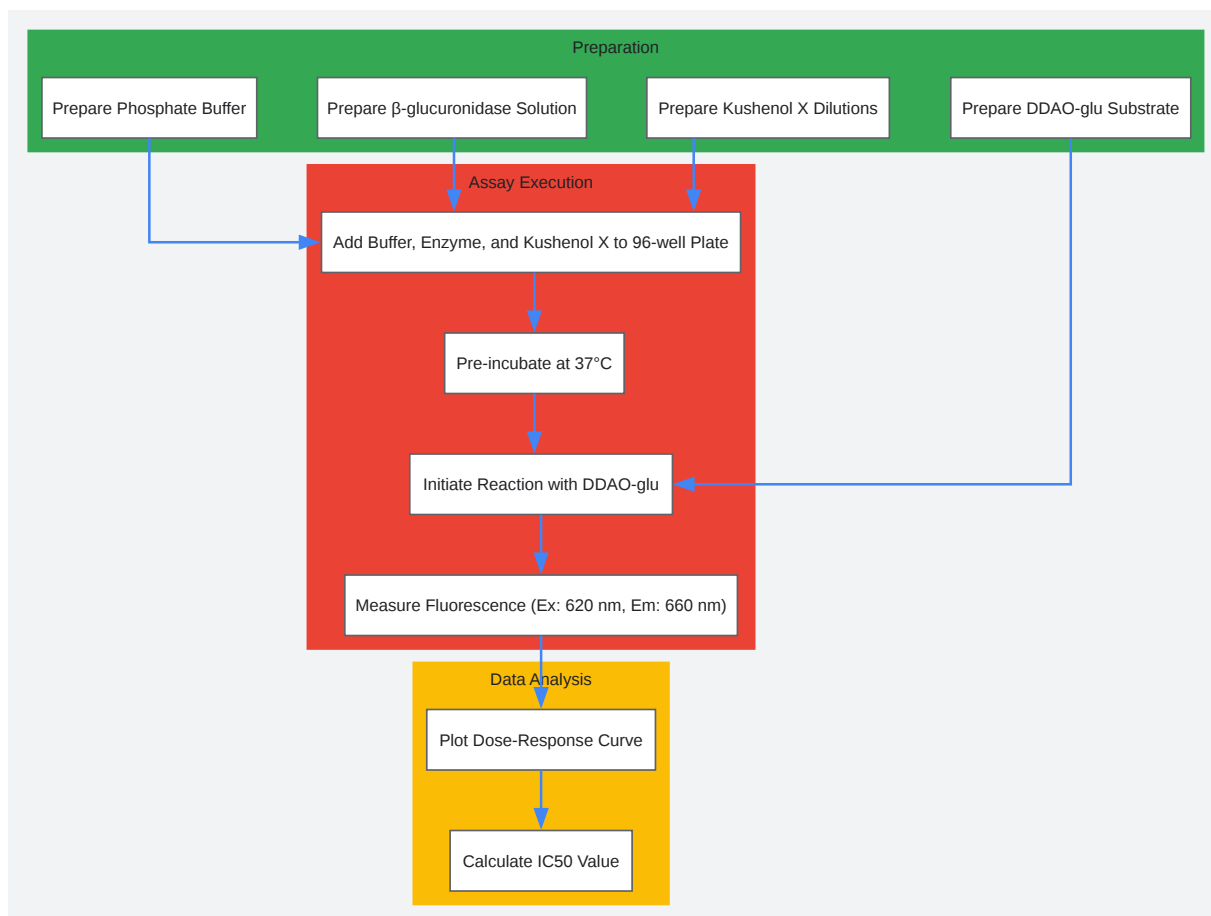 Preparation
Prepare Phosphate Buffer
Prepare β-glucuronidase Solution
Prepare Kushenol X Dilutions
Prepare DDAO-glu Substrate
Assay Execution
Add Buffer, Enzyme, and Kushenol X to 96-well Plate
Pre-incubate at 37°C
Initiate Reaction with DDAO-glu
Measure Fluorescence (Ex: 620 nm, Em: 660 nm)
Data Analysis
Plot Dose-Response Curve
Calculate IC50 Value